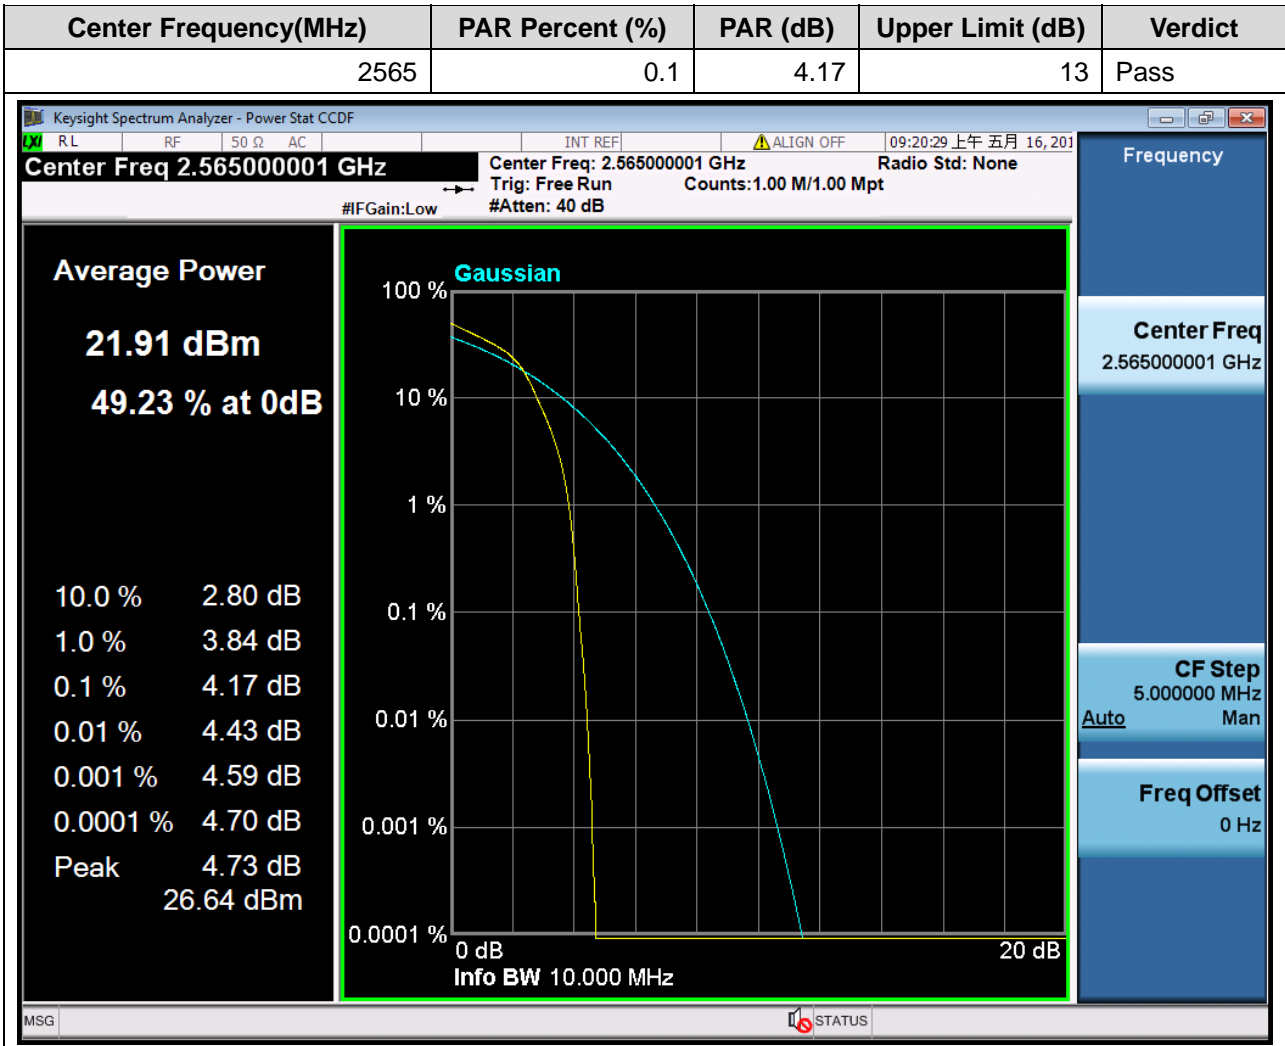 Center Frequency(MHz) PAR Percent (%) PAR (dB) Upper Limit (dB) Verdict
2565 0.1 4.17 13 Pass
Keysight Spectrum Analyzer - Power Stat CCDF
LXI RL RF 50 Ω AC INT REF ALIGN OFF 09:20:29 上午 五月 16, 201
Center Freq 2.565000001 GHz
Center Freq: 2.565000001 GHz Radio Std: None
Trig: Free Run Counts:1.00 M/1.00 Mpt
#IFGain:Low #Atten: 40 dB
Frequency
Average Power
21.91 dBm
49.23 % at 0dB
10.0 % 2.80 dB
1.0 % 3.84 dB
0.1 % 4.17 dB
0.01 % 4.43 dB
0.001 % 4.59 dB
0.0001 % 4.70 dB
Peak 4.73 dB
26.64 dBm
Gaussian
100 %
10 %
1 %
0.1 %
0.01 %
0.001 %
0.0001 %
0 dB 20 dB
Info BW 10.000 MHz
Center Freq
2.565000001 GHz
CF Step
5.000000 MHz
Auto Man
Freq Offset
0 Hz
MSG STATUS